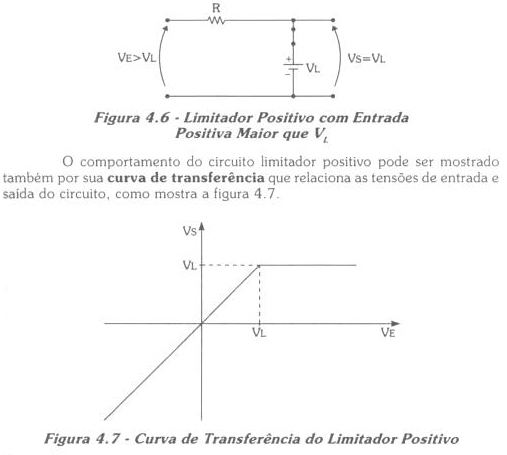 R
VE>VL
+
VL
-
VS=VL
Figura 4.6 - Limitador Positivo com Entrada
Positiva Maior que VL
O comportamento do circuito limitador positivo pode ser mostrado
também por sua curva de transferência que relaciona as tensões de entrada e
saída do circuito, como mostra a figura 4.7.
VS
VL
VL
VE
Figura 4.7 - Curva de Transferência do Limitador Positivo